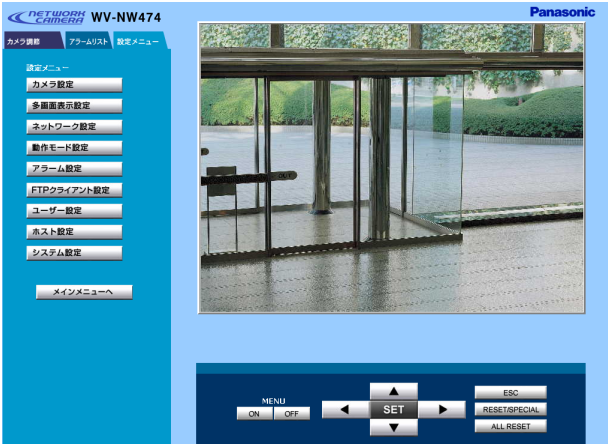 NETWORK CAMERA WV-NW474
Panasonic
カメラ調節 アラームリスト 設定メニュー
設定メニュー
カメラ設定
多画面表示設定
ネットワーク設定
動作モード設定
アラーム設定
FTPクライアント設定
ユーザー設定
ホスト設定
システム設定
メインメニューへ
MENU
ON OFF
SET
ESC
RESET/SPECIAL
ALL RESET